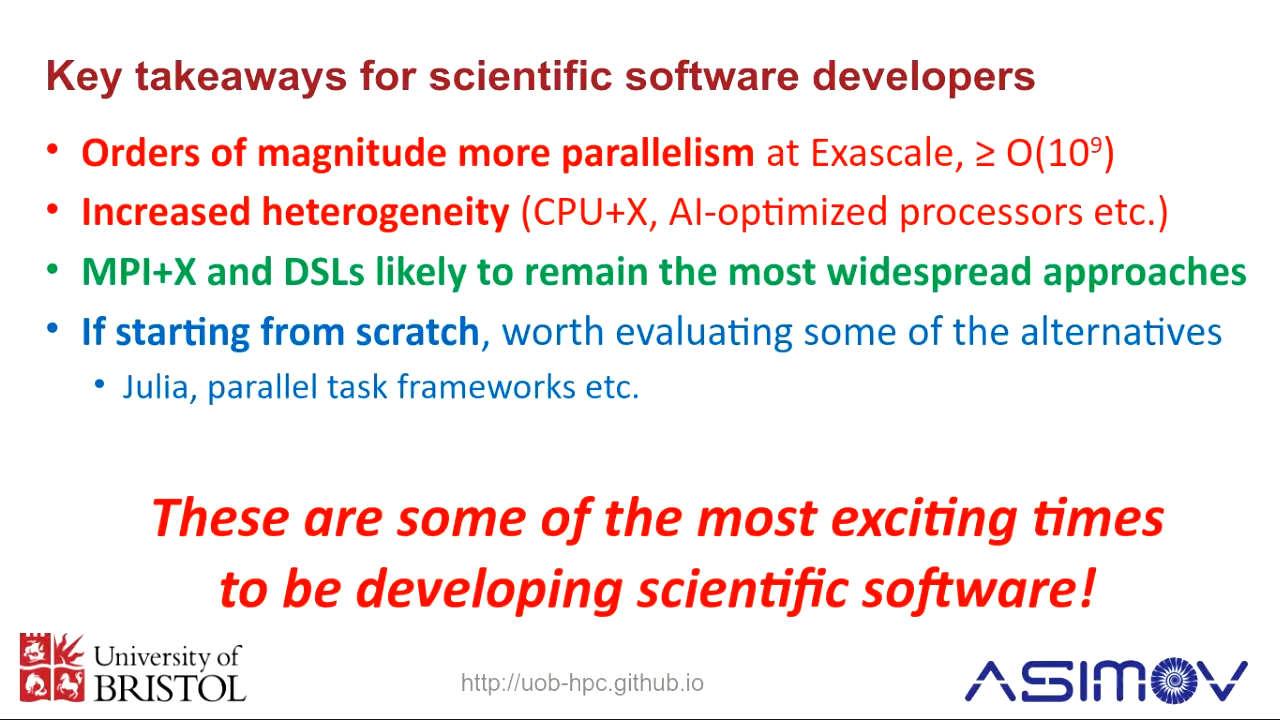 Key takeaways for scientific software developers
• Orders of magnitude more parallelism at Exascale, ≥ O(10⁹)
• Increased heterogeneity (CPU+X, AI-optimized processors etc.)
• MPI+X and DSLs likely to remain the most widespread approaches
• If starting from scratch, worth evaluating some of the alternatives
• Julia, parallel task frameworks etc.
These are some of the most exciting times
to be developing scientific software!
University of
BRISTOL
http://uob-hpc.github.io
ASIMOV